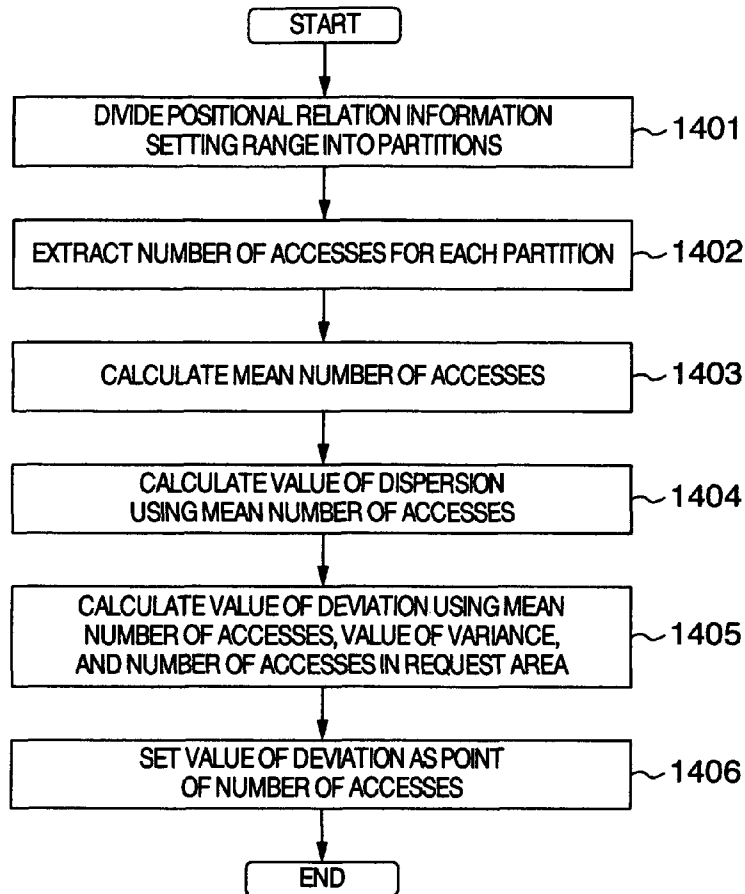 START
DIVIDE POSITIONAL RELATION INFORMATION
SETTING RANGE INTO PARTITIONS
1401
EXTRACT NUMBER OF ACCESSES FOR EACH PARTITION
1402
CALCULATE MEAN NUMBER OF ACCESSES
1403
CALCULATE VALUE OF DISPERSION
USING MEAN NUMBER OF ACCESSES
1404
CALCULATE VALUE OF DEVIATION USING MEAN
NUMBER OF ACCESSES, VALUE OF VARIANCE,
AND NUMBER OF ACCESSES IN REQUEST AREA
1405
SET VALUE OF DEVIATION AS POINT
OF NUMBER OF ACCESSES
1406
END